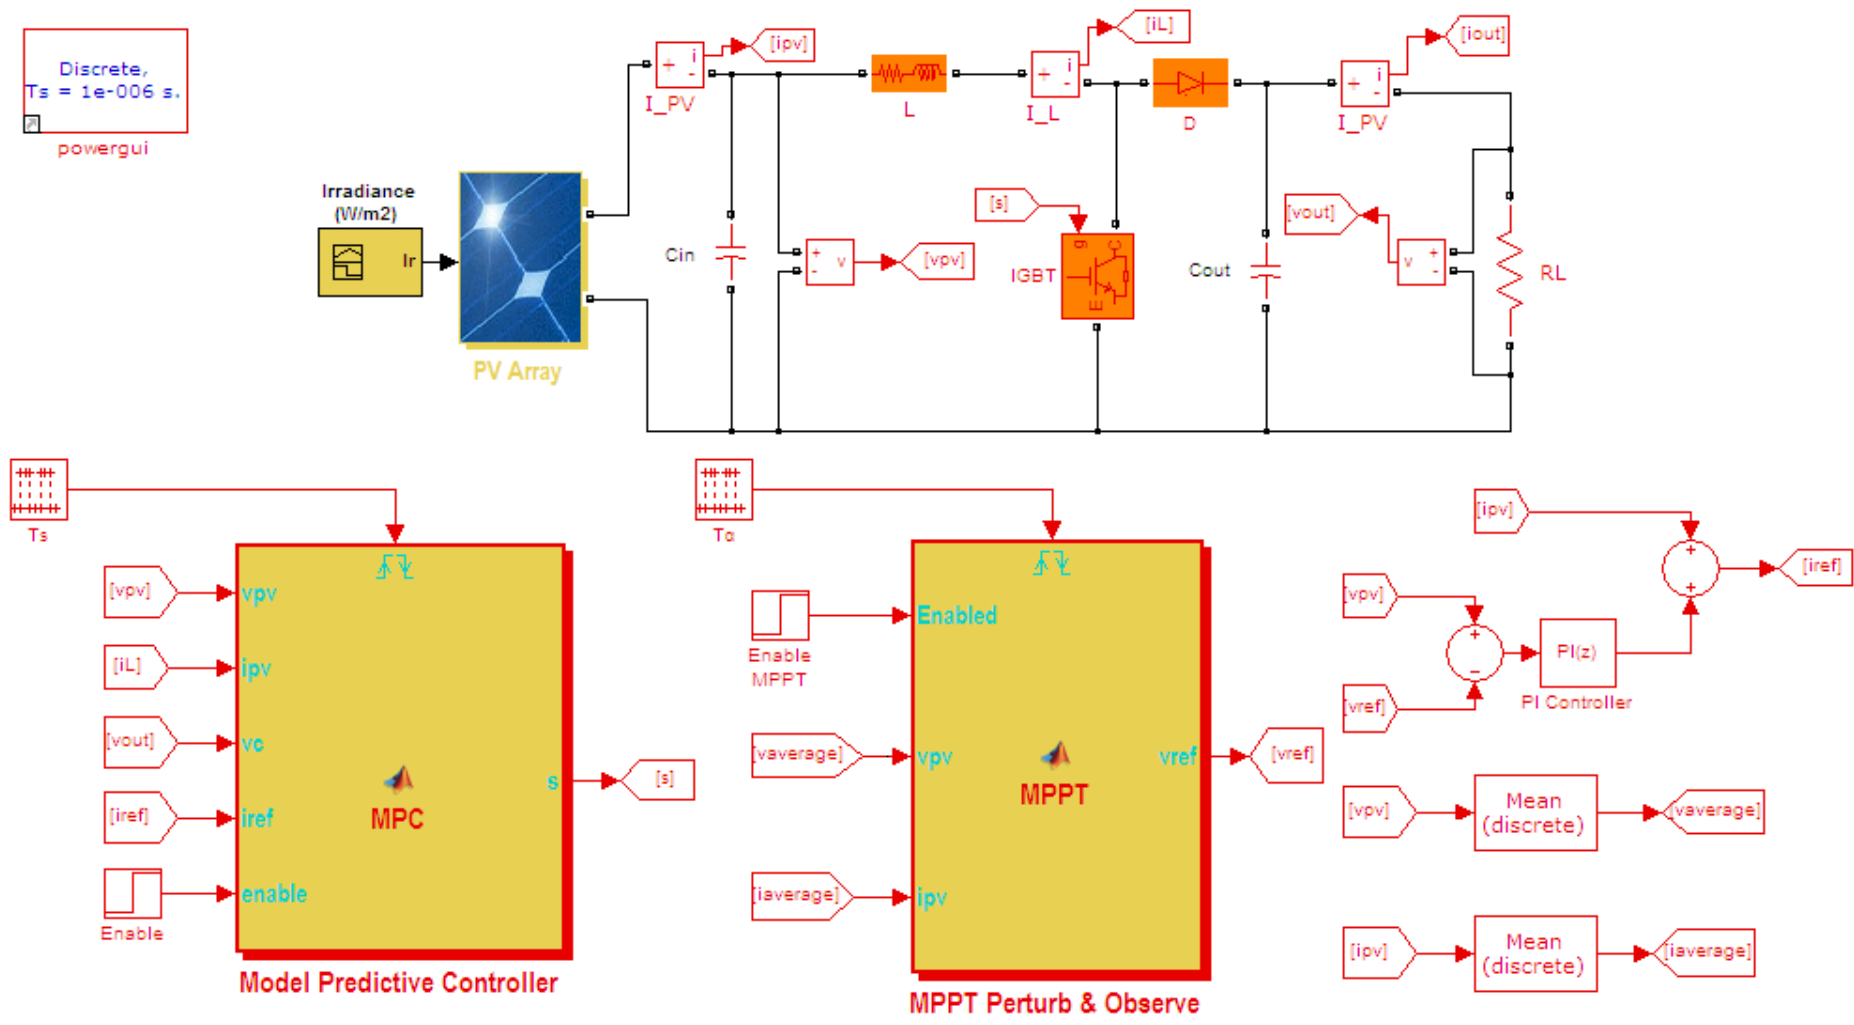 Discrete,
Ts = 1e-006 s.
powergui
Irradiance
(W/m2)
Ir
PV Array
+
i
-
I_PV
[ipv]
Cin
+
-
v
[vpv]
L
+
i
-
I_L
[iL]
[s]
g
C
E
IGBT
D
Cout
+
i
-
I_PV
[iout]
[vout]
v
+
-
RL
Ts
[vpv]
[iL]
[vout]
[iref]
Enable
vpv
ipv
vc
iref
enable
MPC
s
[s]
Model Predictive Controller
Ta
Enable
MPPT
[vaverage]
[iaverage]
Enabled
vpv
ipv
MPPT
vref
[vref]
MPPT Perturb & Observe
[ipv]
+
+
[iref]
[vpv]
+
-
[vref]
PI(z)
PI Controller
[vpv]
Mean
(discrete)
[vaverage]
[ipv]
Mean
(discrete)
[iaverage]